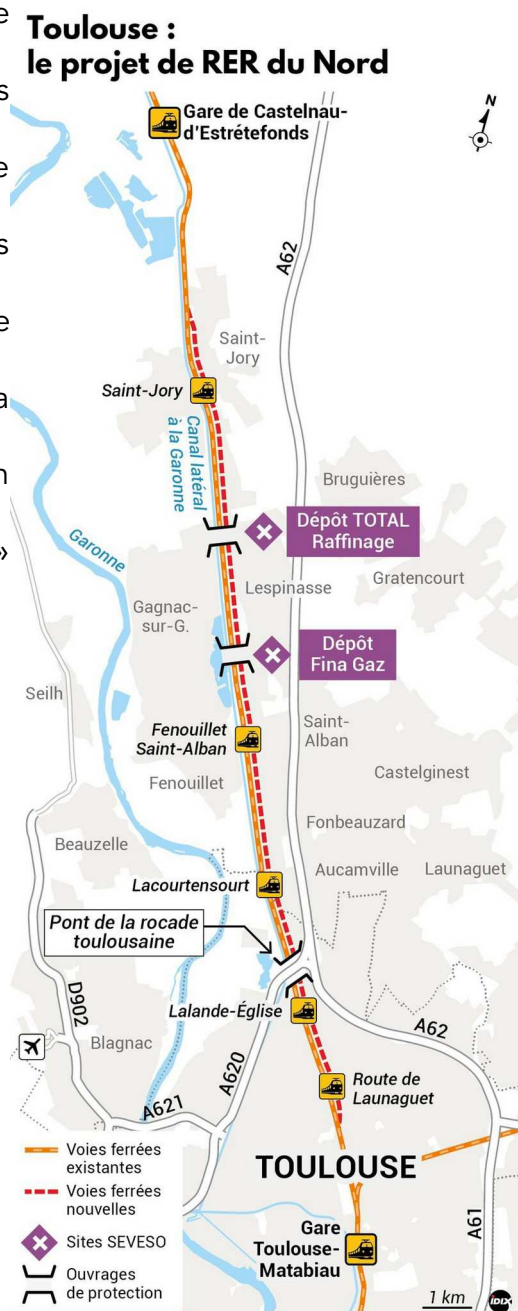 e
s
e
s
e
a
n
»
Toulouse :
le projet de RER du Nord
N
Gare de Castelnau-
d'Estrétefonds
A62
Saint-
Jory
Saint-Jory
Canal latéral
à la Garonne
Bruguières
Dépôt TOTAL
Raffinage
Garonne
Lespinasse
Gratencourt
Gagnac-
sur-G.
Dépôt
Fina Gaz
Seilh
Fenouillet
Saint-Alban
Saint-
Alban
Fenouillet
Castelginest
Beauzelle
Fonbeauzard
Lacourtensourt
Aucamville
Launaguet
Pont de la rocade
toulousaine
D902
Lalande-Église
A62
Blagnac
A620
A621
Route de
Launaguet
Voies ferrées
existantes
Voies ferrées
nouvelles
Sites SEVESO
Ouvrages
de protection
TOULOUSE
Gare
Toulouse-
Matabiau
A61
1 km
IDIX